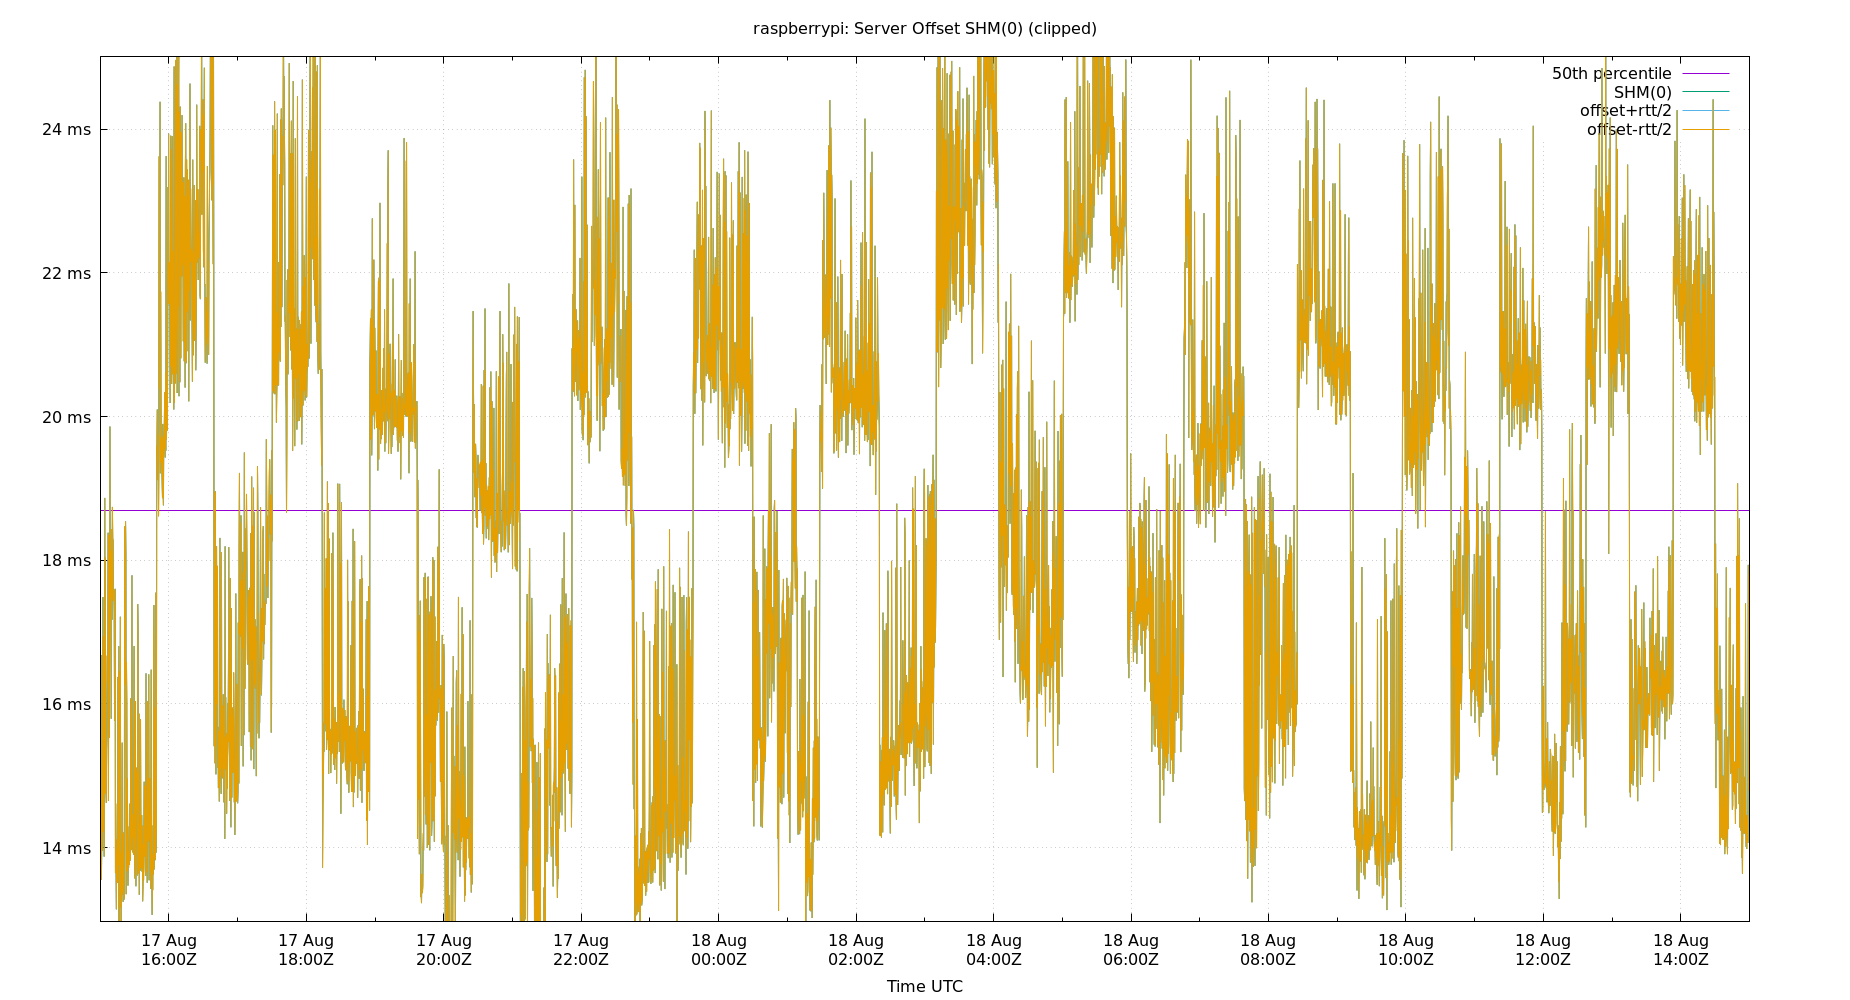 raspberrypi: Server Offset SHM(0) (clipped)
50th percentile
SHM(0)
offset+rtt/2
offset-rtt/2
24 ms
22 ms
20 ms
18 ms
16 ms
14 ms
17 Aug 17 Aug 17 Aug 17 Aug 18 Aug 18 Aug 18 Aug 18 Aug 18 Aug 18 Aug 18 Aug 18 Aug
16:00Z 18:00Z 20:00Z 22:00Z 00:00Z 02:00Z 04:00Z 06:00Z 08:00Z 10:00Z 12:00Z 14:00Z
Time UTC